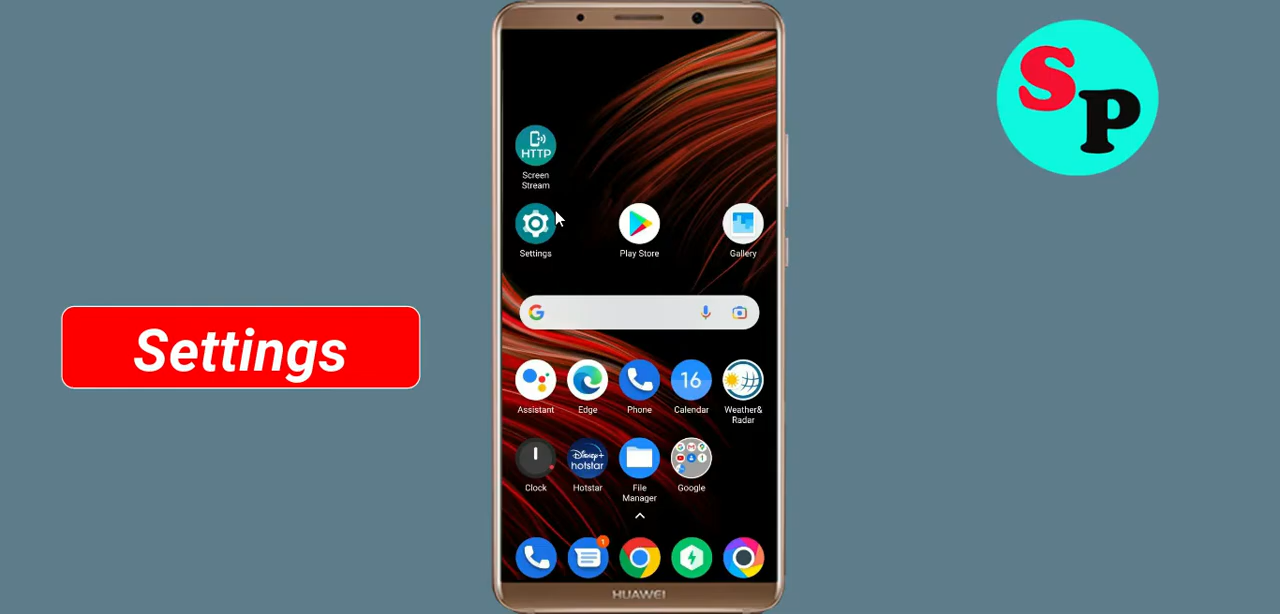 SP
HTTP
Screen
Stream
Settings
Play Store
Gallery
Settings
Assistant
Edge
Phone
16
Calendar
Weather&
Radar
Disney+
hotstar
Clock
Hotstar
File
Manager
Google
1
HUAWEI